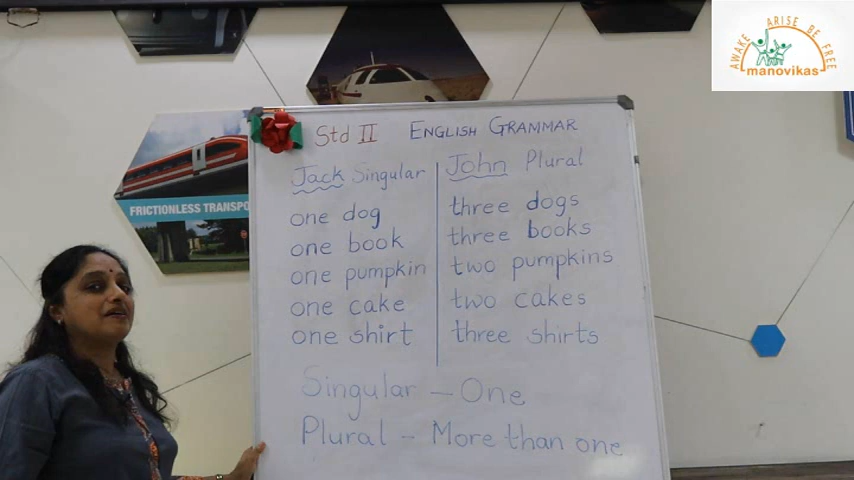 AWAKE ARISE BE FREE
manovikas
Std II ENGLISH GRAMMAR
Jack Singular
John Plural
one dog
three dogs
one book
three books
one pumpkin
two pumpkins
one cake
two cakes
one shirt
three shirts
Singular – One
Plural – More than one
FRICTIONLESS TRANSPO